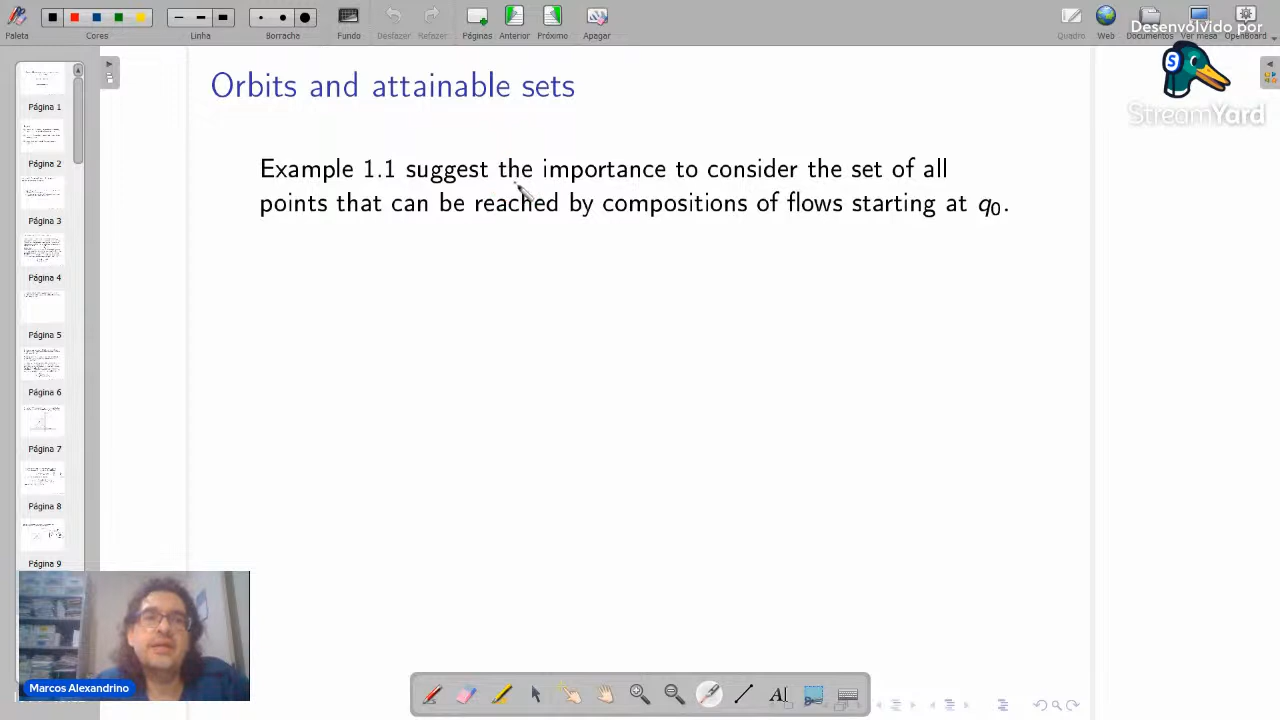 Paleta
Cores
Linha
Borracha
Fundo
Desfazer
Refazer
Páginas
Anterior
Próximo
Apagar
Quadro
Web
Documentos
Ver mesa
OpenBoard
Desenvolvido por
StreamYard
Página 1
Página 2
Página 3
Página 4
Página 5
Página 6
Página 7
Página 8
Página 9
Orbits and attainable sets
Example 1.1 suggest the importance to consider the set of all
points that can be reached by compositions of flows starting at q₀.
Marcos Alexandrino